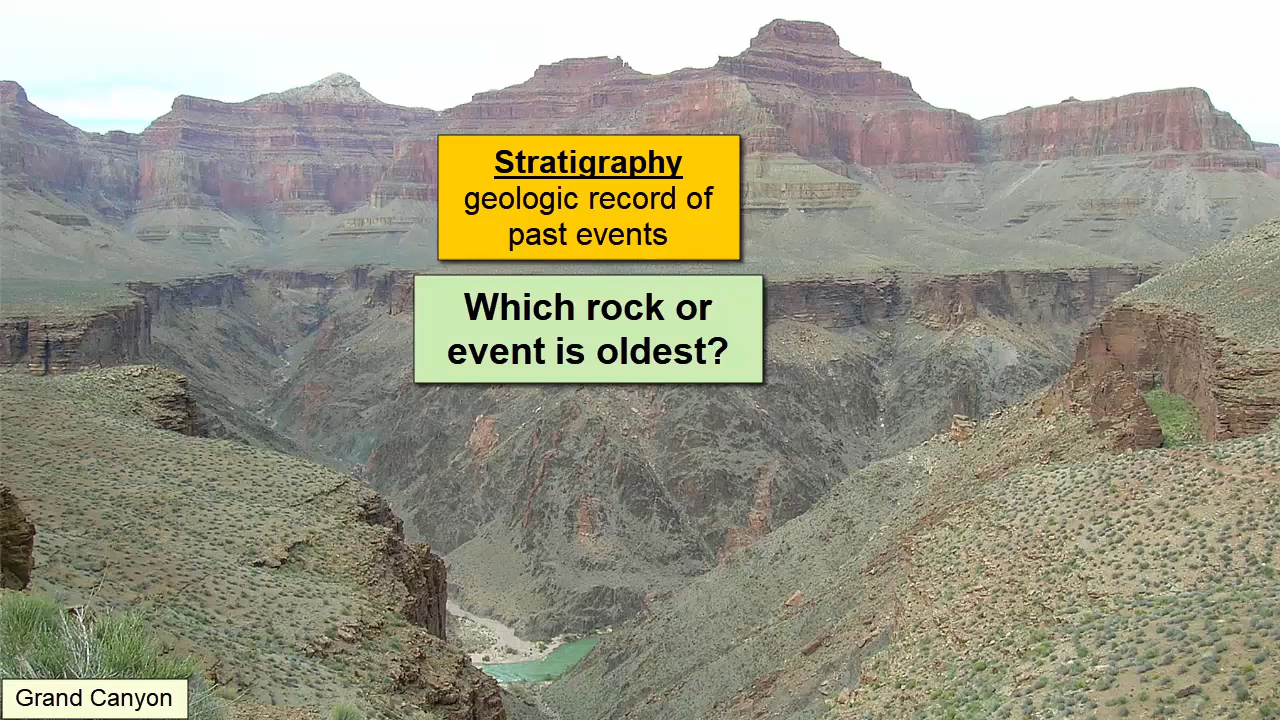 Stratigraphy
geologic record of
past events
Which rock or
event is oldest?
Grand Canyon